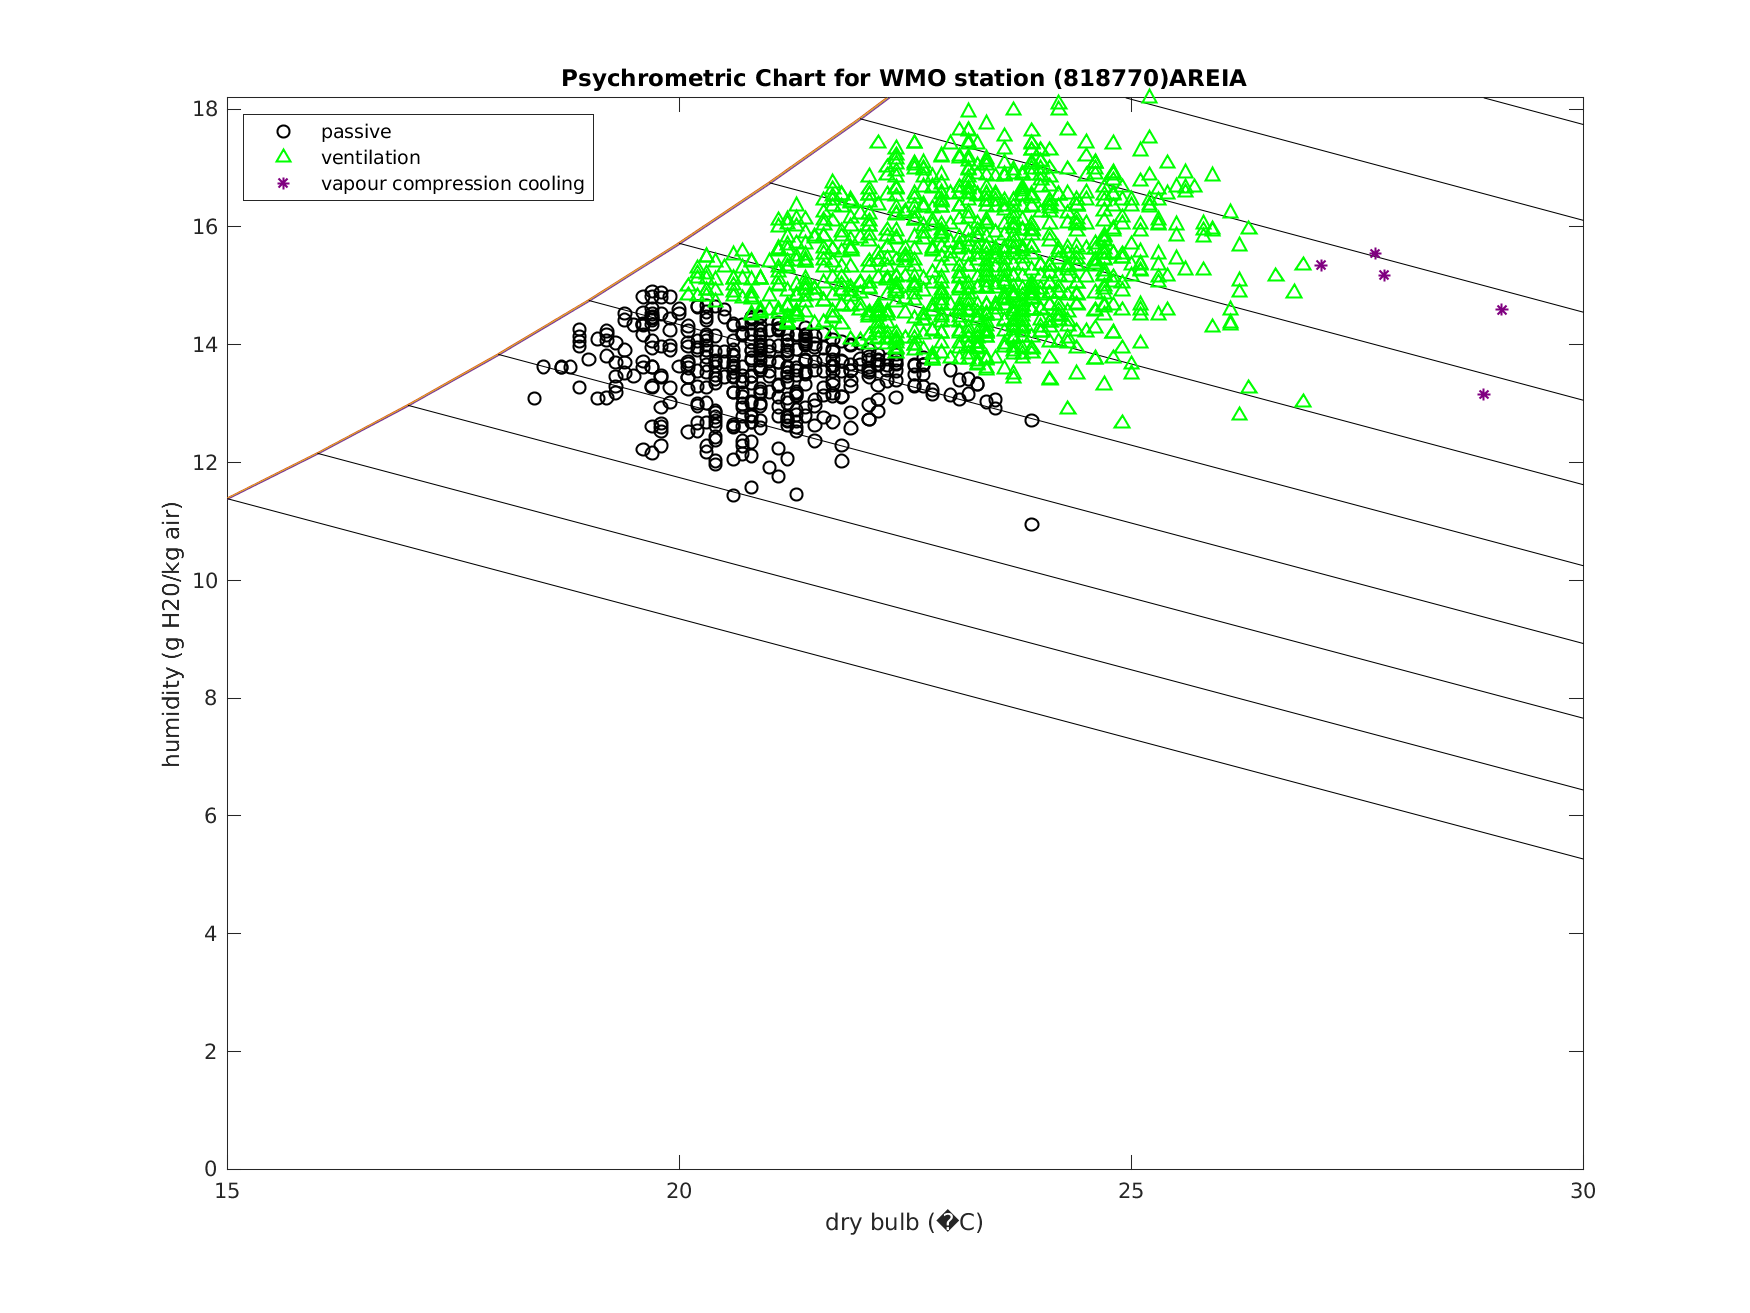 Psychrometric Chart for WMO station (818770)AREIA
passive
ventilation
vapour compression cooling
humidity (g H20/kg air)
18
16
14
12
10
8
6
4
2
0
15
20
25
30
dry bulb (�C)